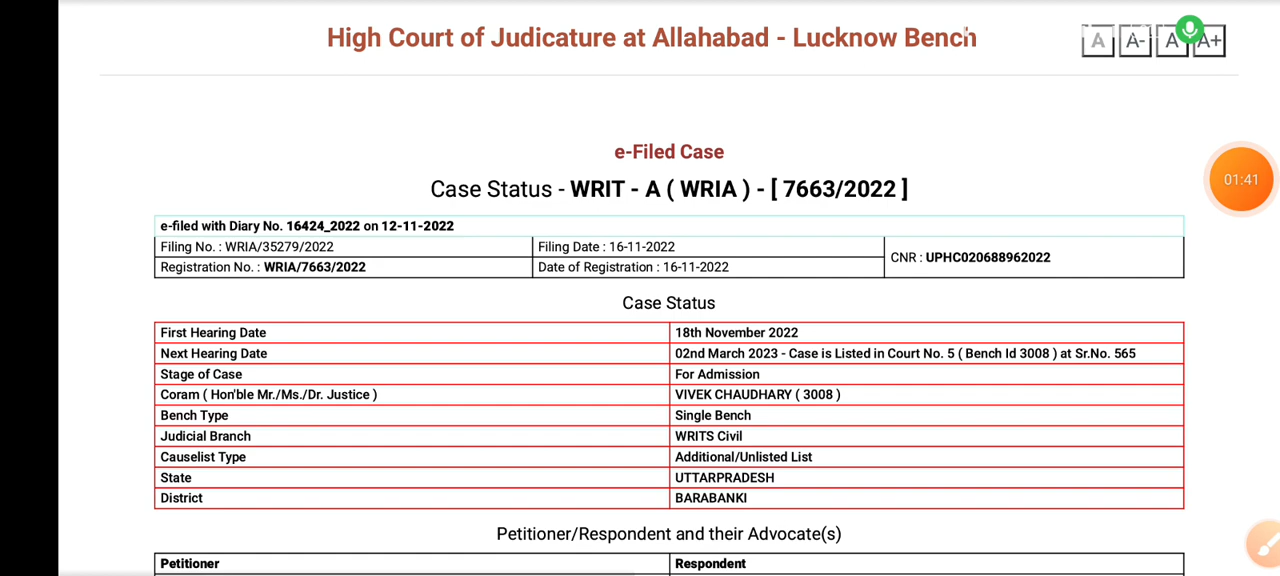 High Court of Judicature at Allahabad - Lucknow Bench
A A- A A+
e-Filed Case
Case Status - WRIT - A ( WRIA ) - [ 7663/2022 ]
01:41
e-filed with Diary No. 16424_2022 on 12-11-2022
Filing No. : WRIA/35279/2022 Filing Date : 16-11-2022
CNR : UPHC020688962022
Registration No. : WRIA/7663/2022 Date of Registration : 16-11-2022
Case Status
First Hearing Date 18th November 2022
Next Hearing Date 02nd March 2023 - Case is Listed in Court No. 5 ( Bench Id 3008 ) at Sr.No. 565
Stage of Case For Admission
Coram ( Hon'ble Mr./Ms./Dr. Justice ) VIVEK CHAUDHARY ( 3008 )
Bench Type Single Bench
Judicial Branch WRITS Civil
Causelist Type Additional/Unlisted List
State UTTARPRADESH
District BARABANKI
Petitioner/Respondent and their Advocate(s)
Petitioner Respondent